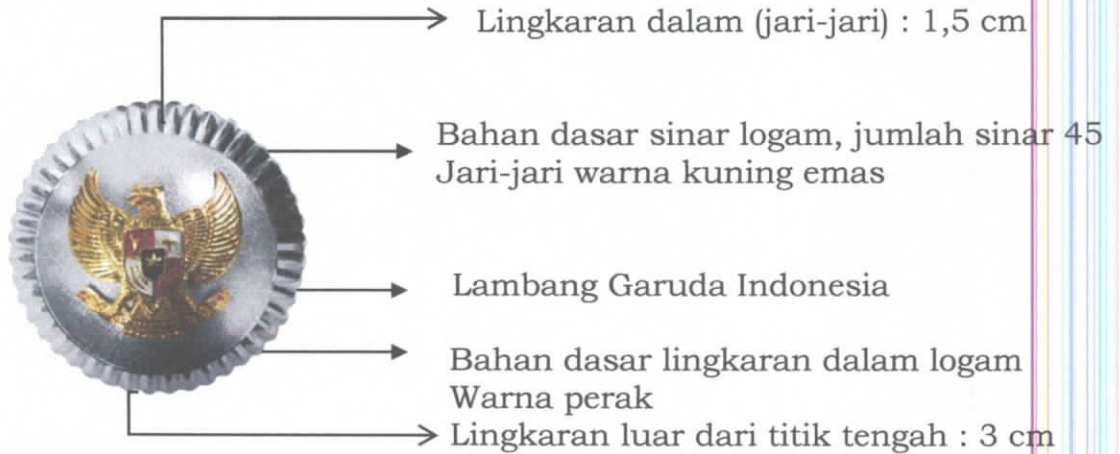 Lingkaran dalam (jari-jari) : 1,5 cm
Bahan dasar sinar logam, jumlah sinar 45
Jari-jari warna kuning emas
Lambang Garuda Indonesia
Bahan dasar lingkaran dalam logam
Warna perak
Lingkaran luar dari titik tengah : 3 cm